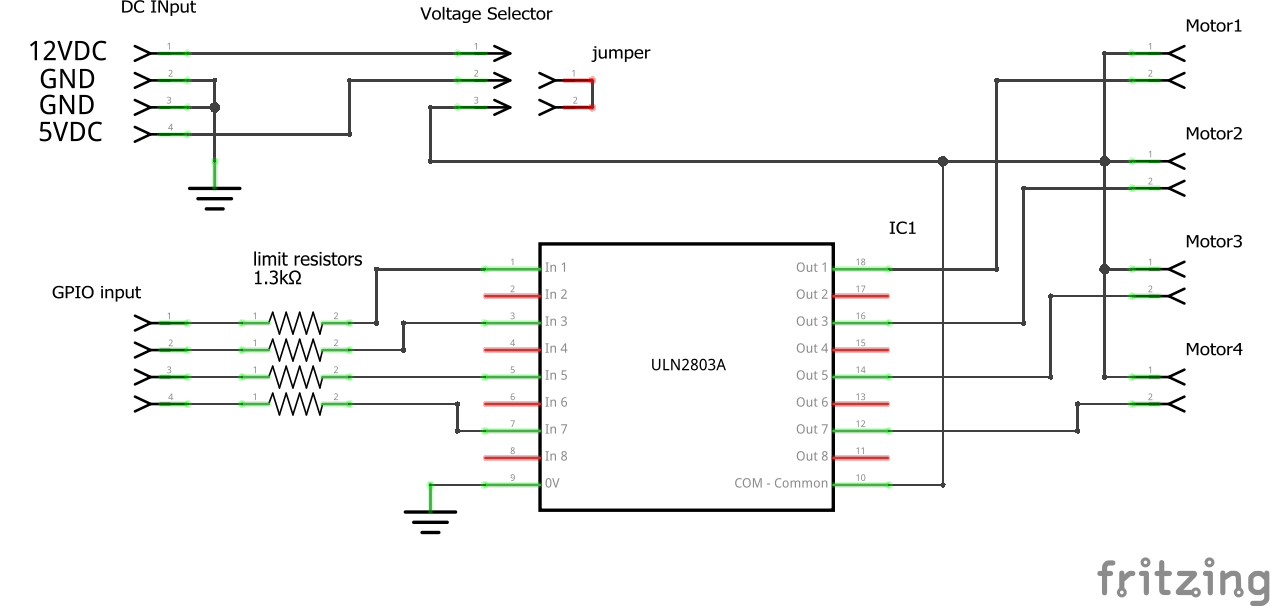 DC INput
Voltage Selector
Motor1
12VDC 1
1
jumper
1
GND 2
2
1
2
GND 3
3
2
5VDC 4
Motor2
1
2
IC1
Motor3
limit resistors
1.3kΩ
1 In 1
Out 1 18
1
GPIO input
2 In 2
Out 2 17
2
1
1 2
3 In 3
Out 3 16
2
1 2
4 In 4
Out 4 15
Motor4
ULN2803A
3
1 2
5 In 5
Out 5 14
1
4
1 2
6 In 6
Out 6 13
2
7 In 7
Out 7 12
8 In 8
Out 8 11
9 0V
COM - Common 10
fritzing